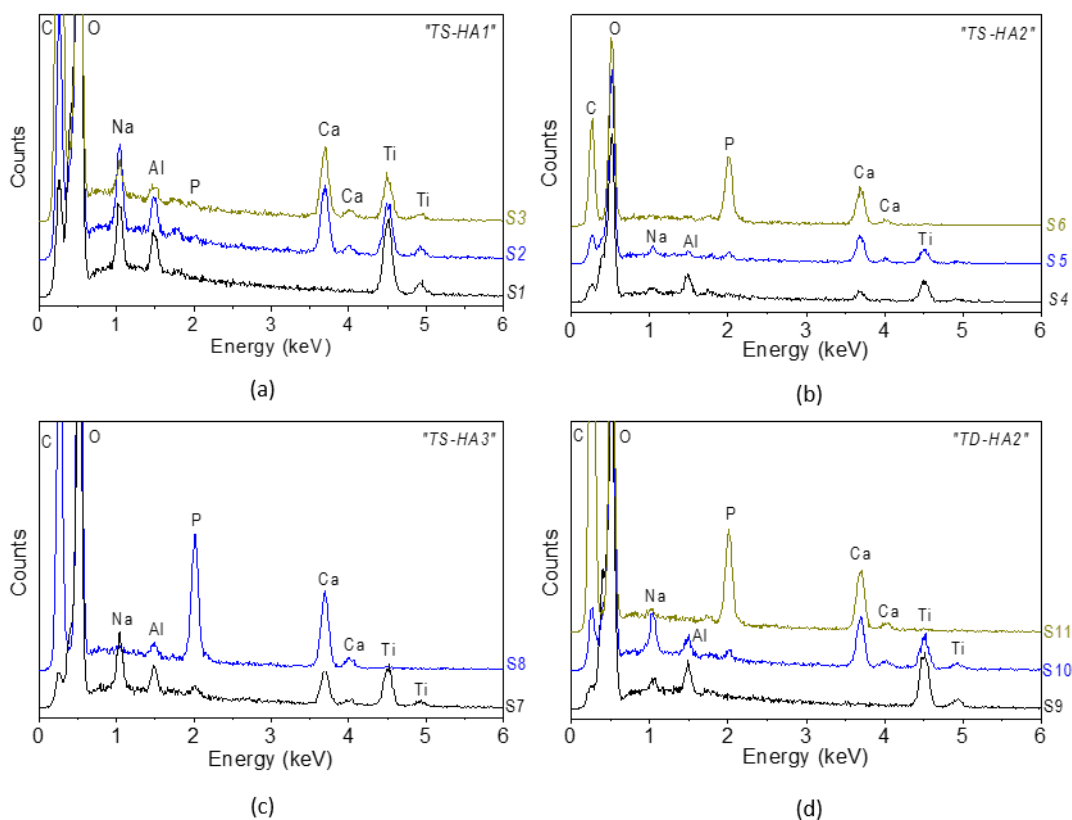 C O "TS-HA1"
Na
Al
P
Ca
Ca
Ti
Ti
S3
S2
S1
Counts
0 1 2 3 4 5 6
Energy (keV)
(a)
O "TS-HA2"
C
P
Ca
Ca
Na
Al
Ti
S6
S5
S4
Counts
0 1 2 3 4 5 6
Energy (keV)
(b)
C O "TS-HA3"
P
Ca
Na
Al
Ca
Ti
Ti
S8
S7
Counts
0 1 2 3 4 5 6
Energy (keV)
(c)
C O "TD-HA2"
P
Ca
Na
Al
Ca
Ti
Ti
S11
S10
S9
Counts
0 1 2 3 4 5 6
Energy (keV)
(d)